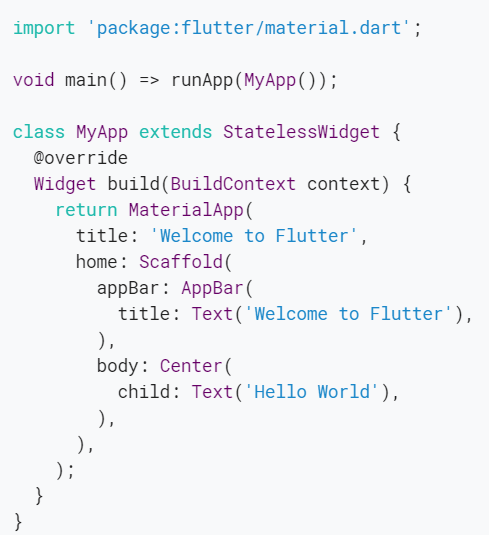 import 'package:flutter/material.dart';

void main() => runApp(MyApp());

class MyApp extends StatelessWidget {
  @override
  Widget build(BuildContext context) {
    return MaterialApp(
      title: 'Welcome to Flutter',
      home: Scaffold(
        appBar: AppBar(
          title: Text('Welcome to Flutter'),
        ),
        body: Center(
          child: Text('Hello World'),
        ),
      ),
    );
  }
}